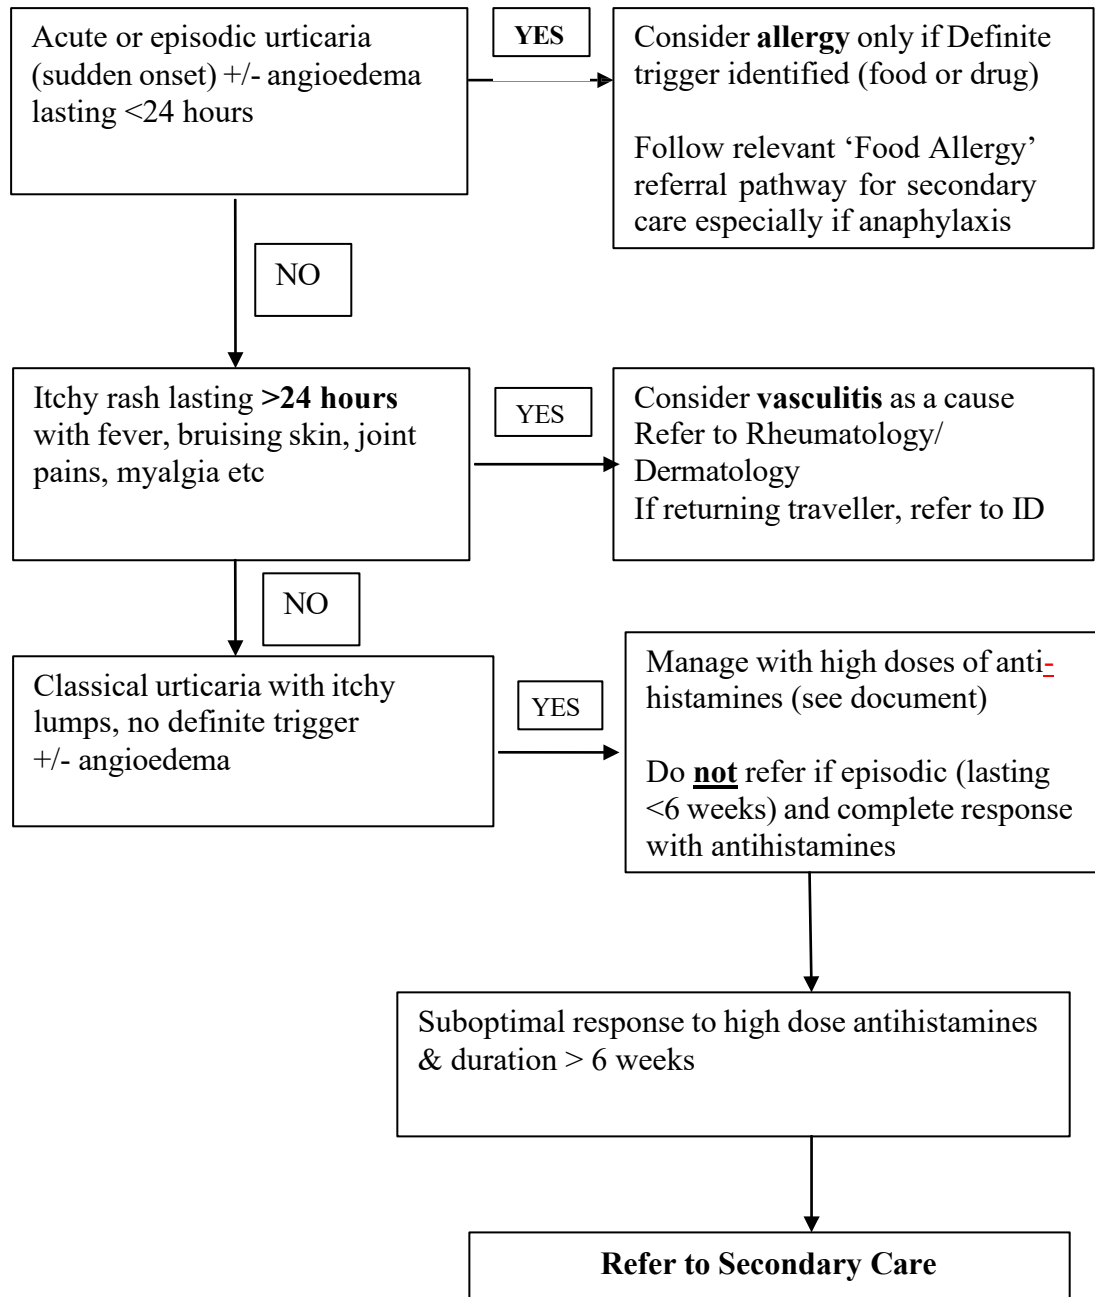 Acute or episodic urticaria
(sudden onset) +/- angioedema
lasting <24 hours
YES
Consider allergy only if Definite
trigger identified (food or drug)
Follow relevant ‘Food Allergy’
referral pathway for secondary
care especially if anaphylaxis
NO
Itchy rash lasting >24 hours
with fever, bruising skin, joint
pains, myalgia etc
YES
Consider vasculitis as a cause
Refer to Rheumatology/
Dermatology
If returning traveller, refer to ID
NO
Classical urticaria with itchy
lumps, no definite trigger
+/- angioedema
YES
Manage with high doses of anti-
histamines (see document)
Do not refer if episodic (lasting
<6 weeks) and complete response
with antihistamines
Suboptimal response to high dose antihistamines
& duration > 6 weeks
Refer to Secondary Care